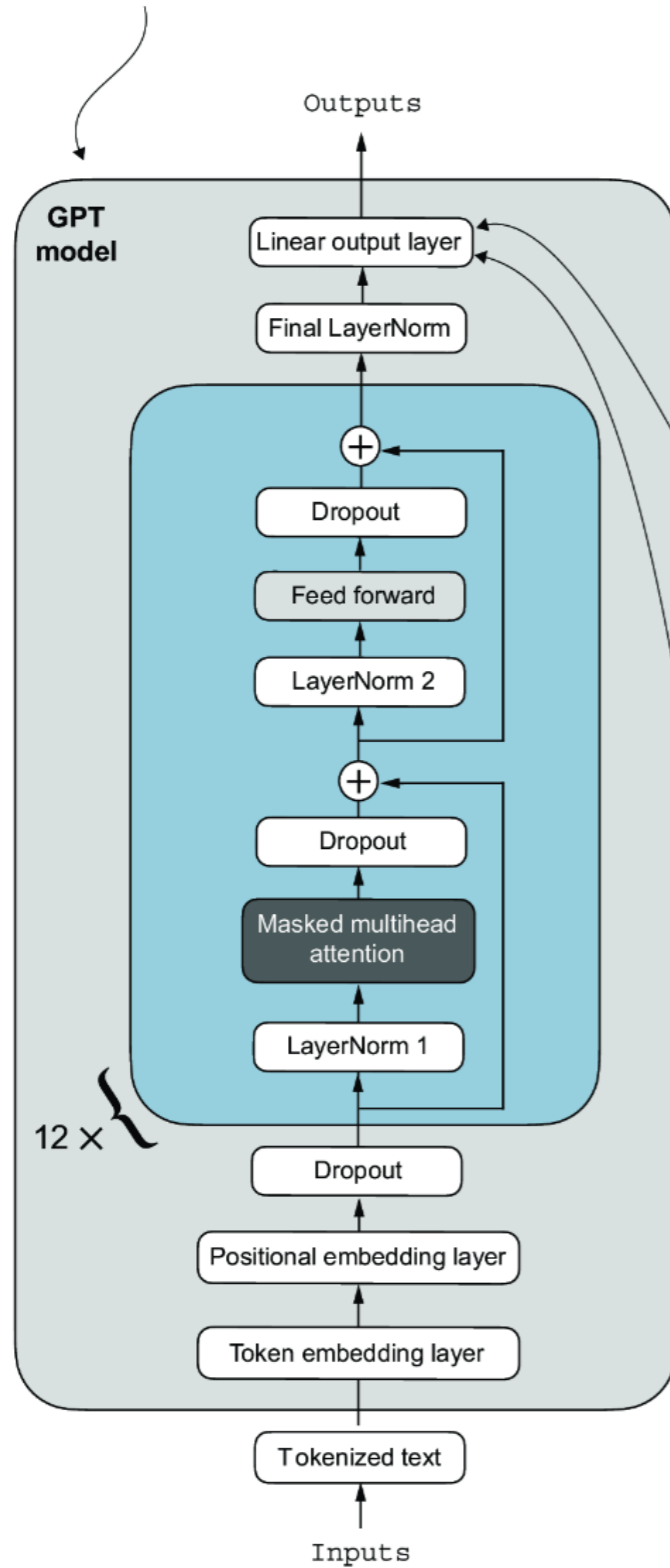 Outputs
GPT
model
Linear output layer
Final LayerNorm
+
Dropout
Feed forward
LayerNorm 2
+
Dropout
Masked multihead
attention
LayerNorm 1
12 × {
Dropout
Positional embedding layer
Token embedding layer
Tokenized text
Inputs